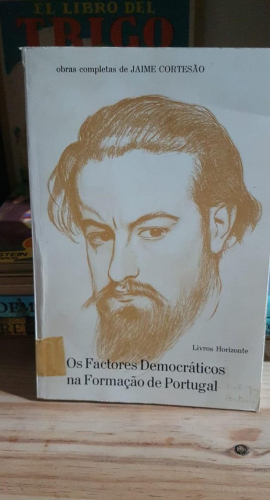 EL LIBRO DEL
TRIGO
obras completas de JAIME CORTESÃO
Livros Horizonte
Os Factores Democráticos
na Formação de Portugal